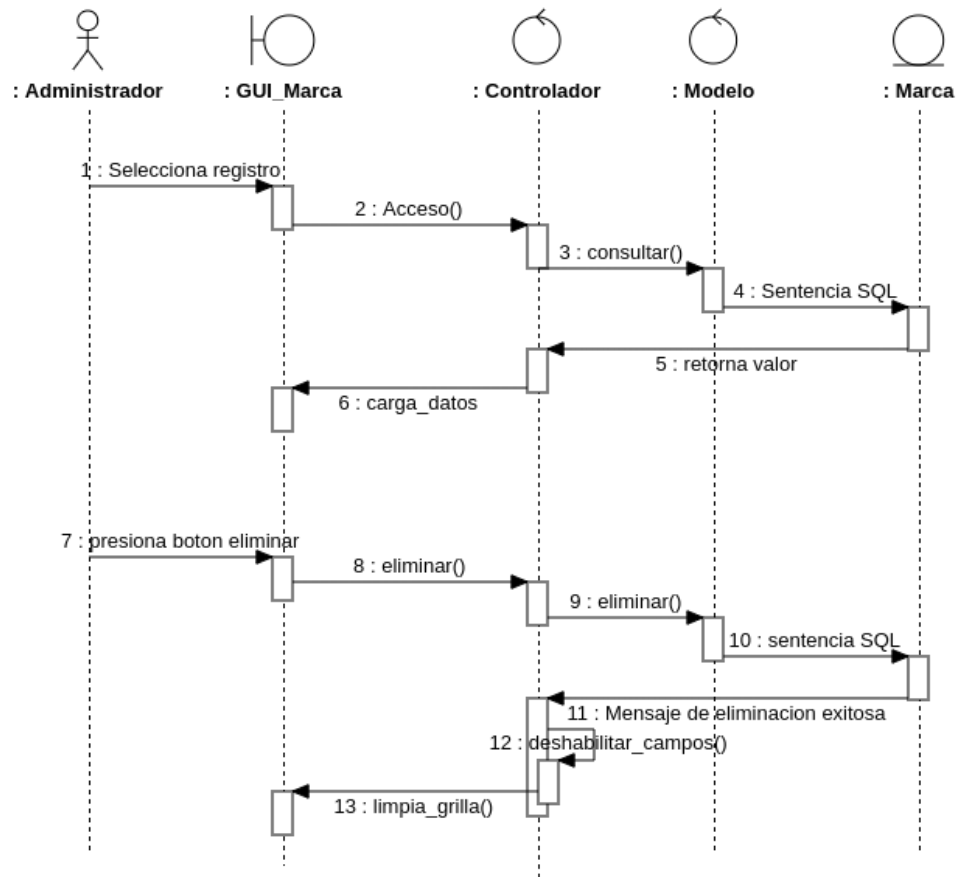 : Administrador
: GUI_Marca
: Controlador
: Modelo
: Marca
1 : Selecciona registro
2 : Acceso()
3 : consultar()
4 : Sentencia SQL
5 : retorna valor
6 : carga_datos
7 : presiona boton eliminar
8 : eliminar()
9 : eliminar()
10 : sentencia SQL
11 : Mensaje de eliminacion exitosa
12 : deshabilitar_campos()
13 : limpia_grilla()